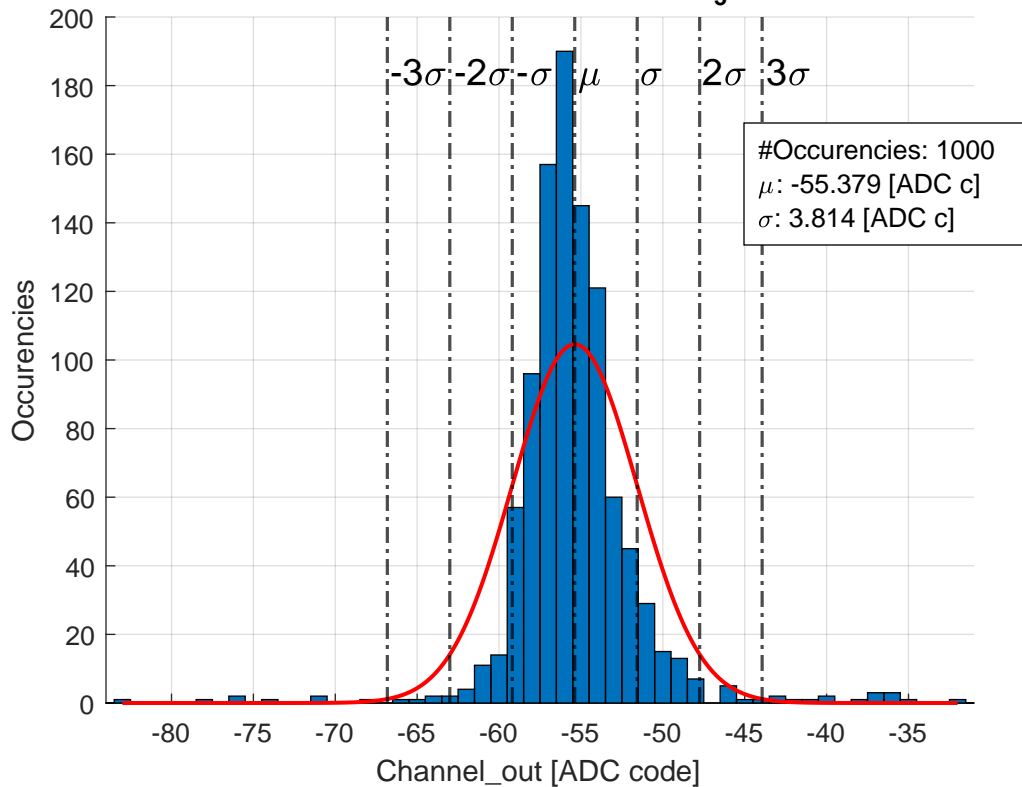 -3σ -2σ -σ μ σ 2σ 3σ
#Occurencies: 1000
μ: -55.379 [ADC c]
σ: 3.814 [ADC c]
Occurencies
200
180
160
140
120
100
80
60
40
20
0
-80 -75 -70 -65 -60 -55 -50 -45 -40 -35
Channel_out [ADC code]